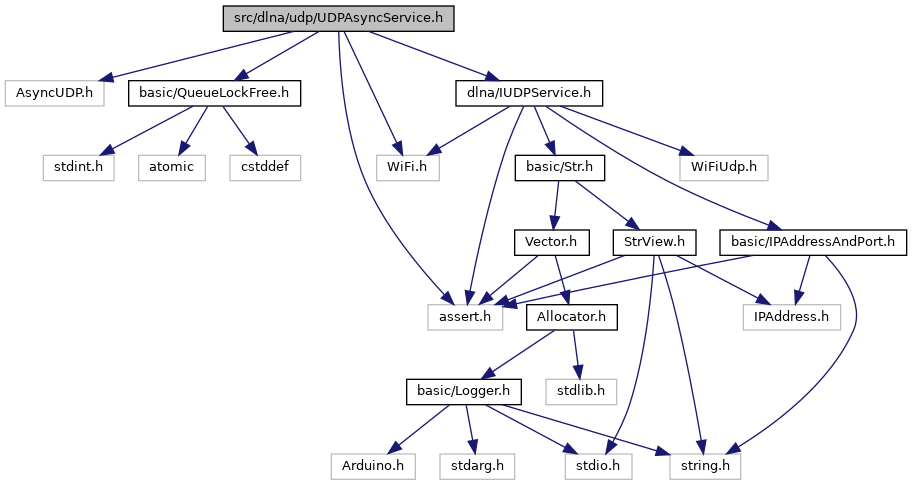 src/dlna/udp/UDPAsyncService.h
AsyncUDP.h
basic/QueueLockFree.h
dlna/IUDPService.h
stdint.h
atomic
cstddef
WiFi.h
basic/Str.h
WiFiUdp.h
Vector.h
StrView.h
basic/IPAddressAndPort.h
assert.h
Allocator.h
IPAddress.h
basic/Logger.h
stdlib.h
Arduino.h
stdarg.h
stdio.h
string.h